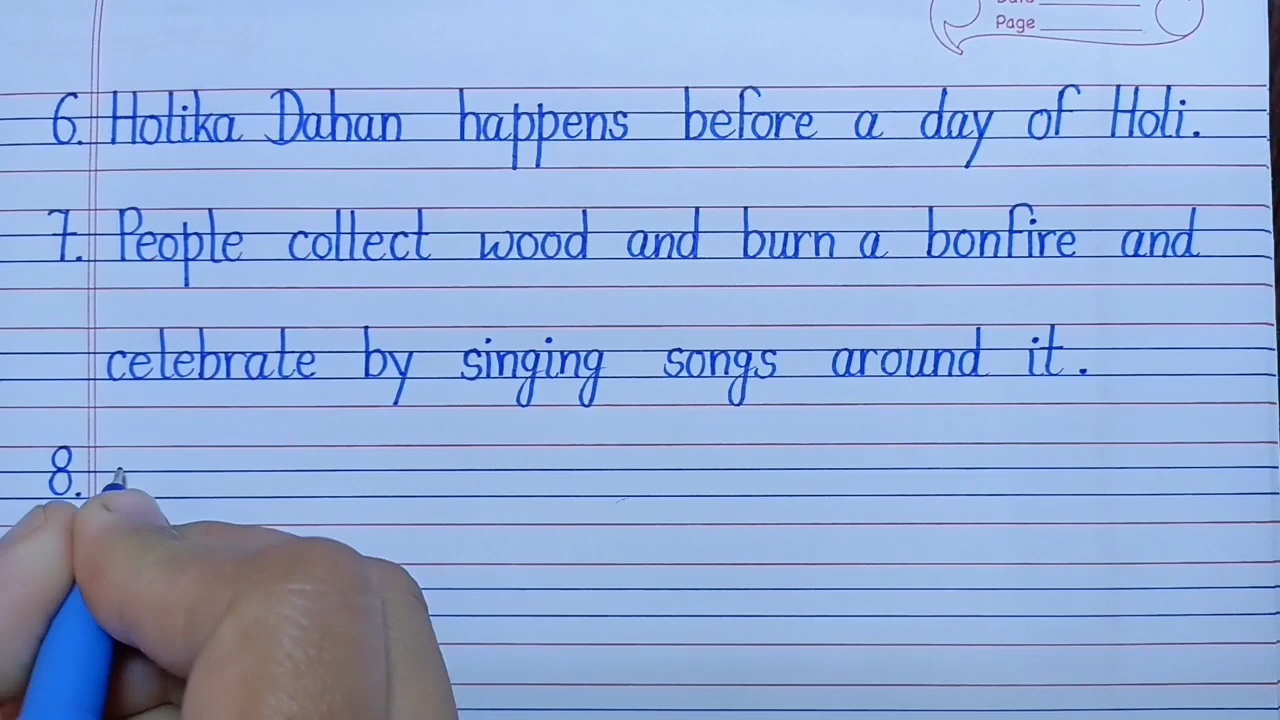 Page
6. Holika Dahan happens before a day of Holi.
7. People collect wood and burn a bonfire and
celebrate by singing songs around it.
8.